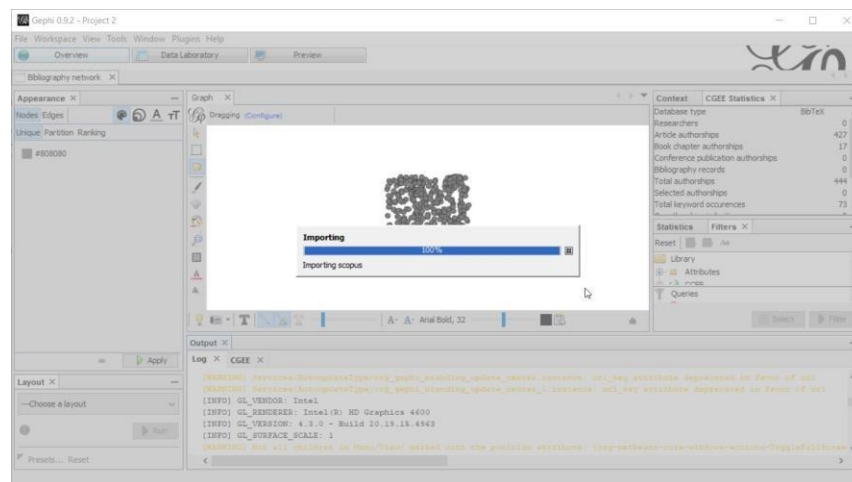 Gephi 0.9.2 - Project 2
File Workspace View Tools Window Plugins Help
Overview Data Laboratory Preview
Bibliography network ×
Appearance ×
Nodes Edges
Unique Partition Ranking
#808080
Apply
Layout ×
---Choose a layout
Run
Presets... Reset
Graph ×
Dragging (Configure)
Importing
100%
Importing scopus
T A- A- Arial Bold, 32
Output ×
Log × CGEE ×
[INFO] GL_VENDOR: Intel
[INFO] GL_RENDERER: Intel(R) HD Graphics 4600
[INFO] GL_VERSION: 4.3.0 - Build 20.19.15.4963
[INFO] GL_SURFACE_SCALE: 1
Context CGEE Statistics ×
Database type BibTeX
Researchers 0
Article authorships 427
Book chapter authorships 17
Conference publication authorships 0
Bibliography records 0
Total authorships 444
Selected authorships 0
Total keyword occurences 73
Statistics Filters ×
Reset
Library
Attributes
Queries
Select Filter